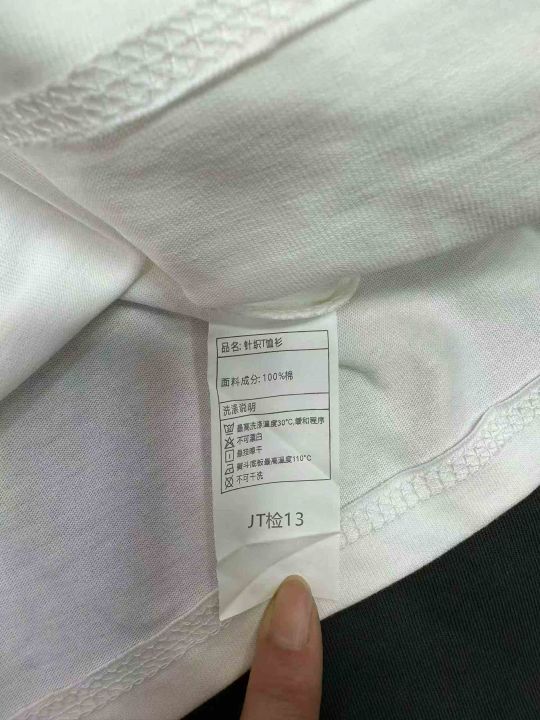 品名: 针织T恤衫
面料成分: 100%棉
洗涤说明
最高洗涤温度30°C,缓和程序
不可漂白
悬挂晾干
熨斗底板最高温度110°C
不可干洗
JT检13